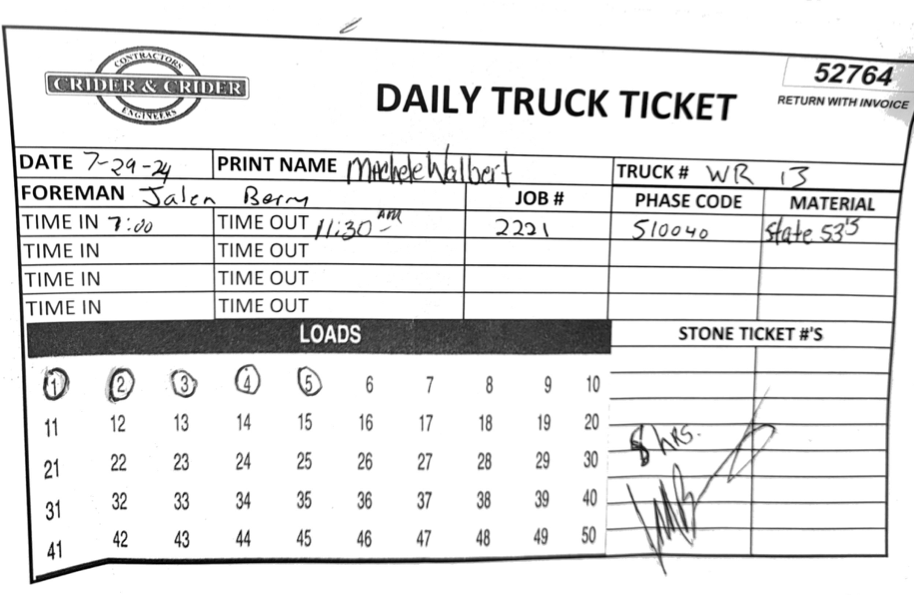 CONTRACTORS
CRIDER & CRIDER
ENGINEERS
DAILY TRUCK TICKET
52764
RETURN WITH INVOICE
DATE 7-29-24 PRINT NAME Michele Walbert TRUCK # WR 13
FOREMAN Jalen Berry JOB # PHASE CODE MATERIAL
TIME IN 7:00 TIME OUT 11:30 AM 2221 510040 State 53's
TIME IN TIME OUT
TIME IN TIME OUT
TIME IN TIME OUT
LOADS STONE TICKET #'S
1 2 3 4 5 6 7 8 9 10
11 12 13 14 15 16 17 18 19 20
8 hrs.
21 22 23 24 25 26 27 28 29 30
31 32 33 34 35 36 37 38 39 40
41 42 43 44 45 46 47 48 49 50